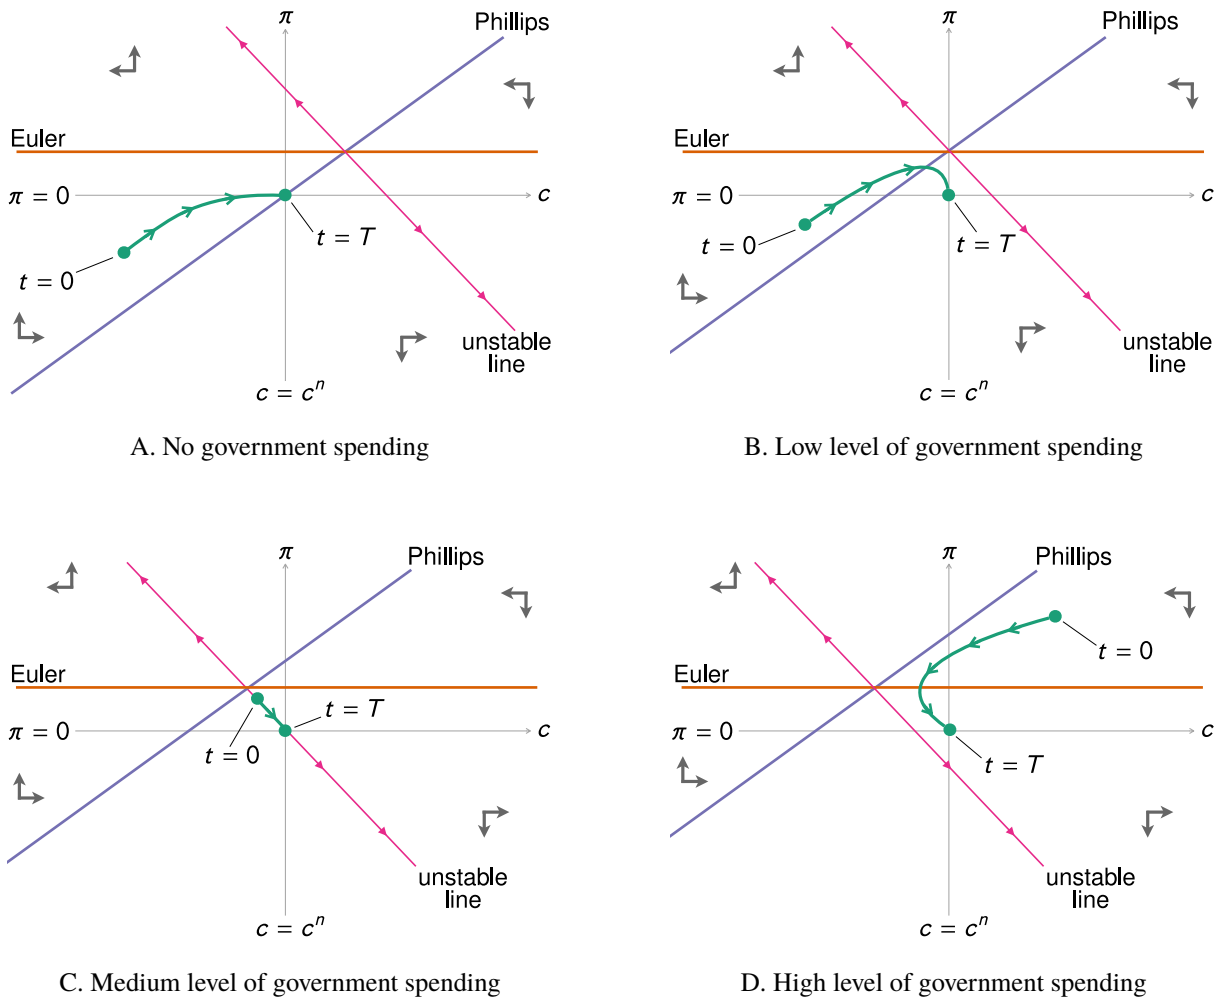 π
Phillips
Euler
π = 0
c
t = T
t = 0
unstable
line
c = cⁿ
A. No government spending
π
Phillips
Euler
π = 0
c
t = 0
t = T
unstable
line
c = cⁿ
B. Low level of government spending
π
Phillips
Euler
t = T
π = 0
c
t = 0
unstable
line
c = cⁿ
C. Medium level of government spending
π
Phillips
t = 0
Euler
π = 0
c
t = T
unstable
line
c = cⁿ
D. High level of government spending